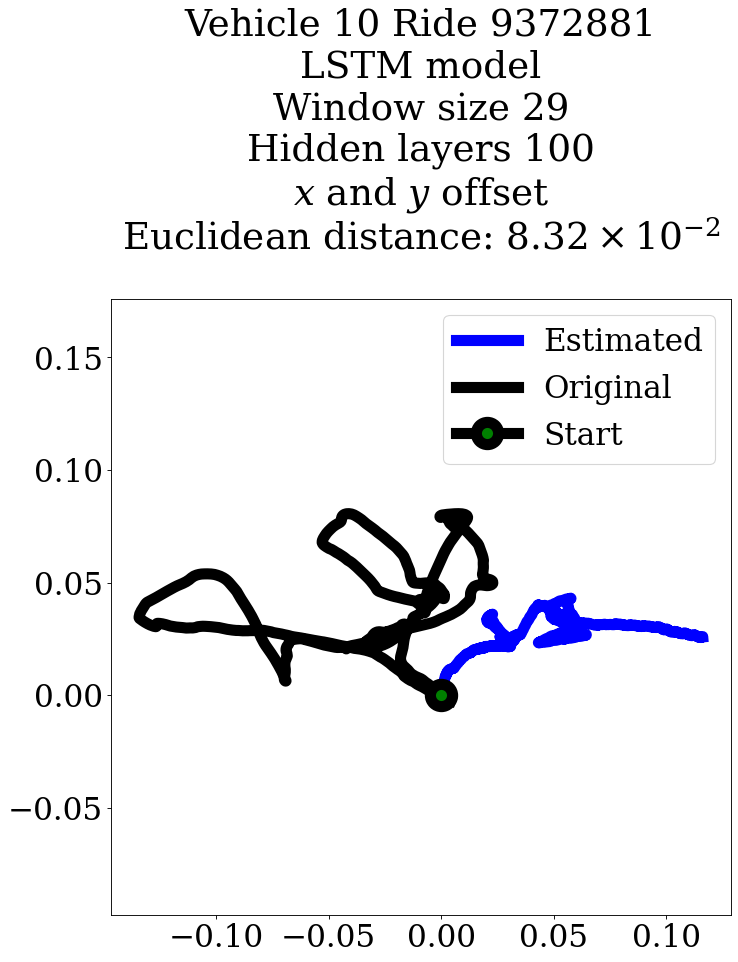 Vehicle 10 Ride 9372881
LSTM model
Window size 29
Hidden layers 100
x and y offset
Euclidean distance: 8.32 × 10⁻²
Estimated
Original
Start
0.15
0.10
0.05
0.00
−0.05
−0.10 −0.05 0.00 0.05 0.10